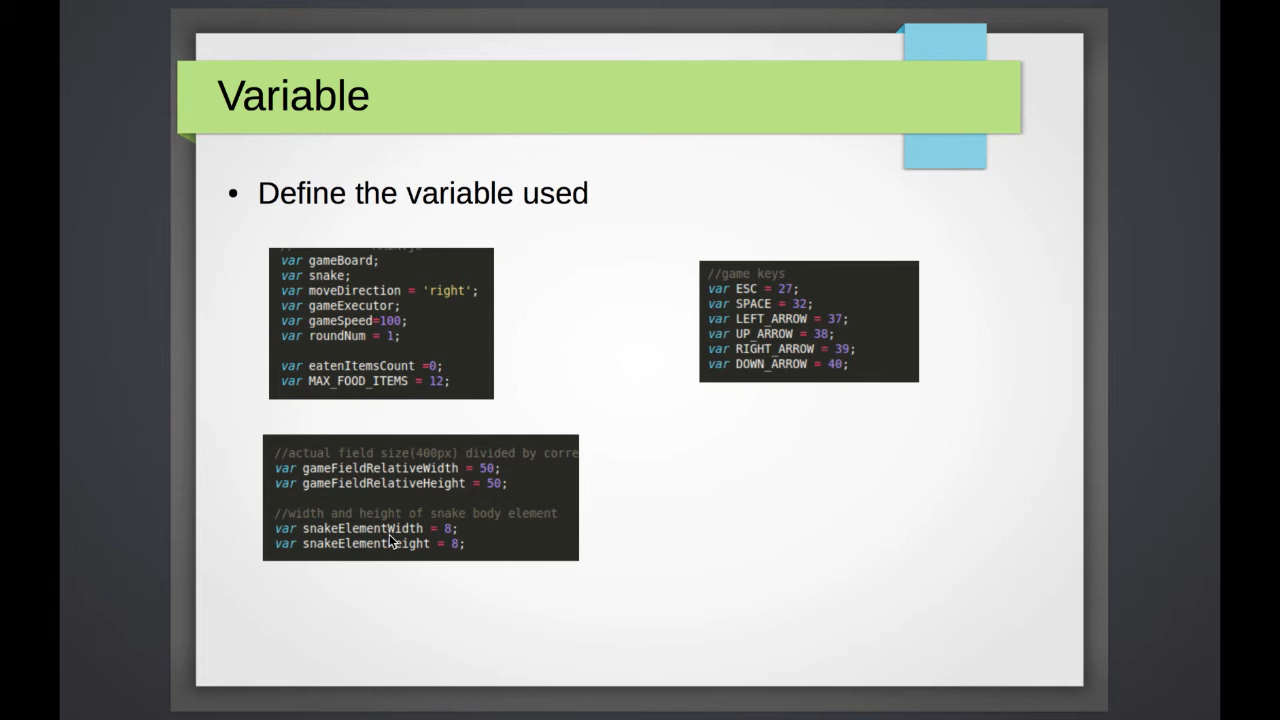 Variable
• Define the variable used
var gameBoard;
var snake;
var moveDirection = 'right';
var gameExecutor;
var gameSpeed=100;
var roundNum = 1;
var eatenItemsCount =0;
var MAX_FOOD_ITEMS = 12;
//game keys
var ESC = 27;
var SPACE = 32;
var LEFT_ARROW = 37;
var UP_ARROW = 38;
var RIGHT_ARROW = 39;
var DOWN_ARROW = 40;
//actual field size(400px) divided by corre
var gameFieldRelativeWidth = 50;
var gameFieldRelativeHeight = 50;
//width and height of snake body element
var snakeElementWidth = 8;
var snakeElementHeight = 8;